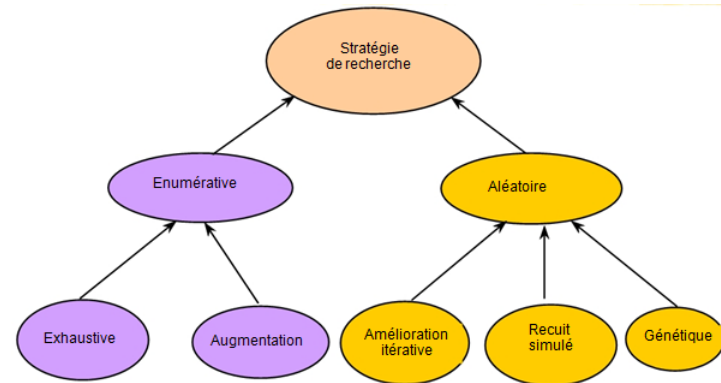 Stratégie
de recherche
Enumérative
Aléatoire
Exhaustive
Augmentation
Amélioration
itérative
Recuit
simulé
Génétique